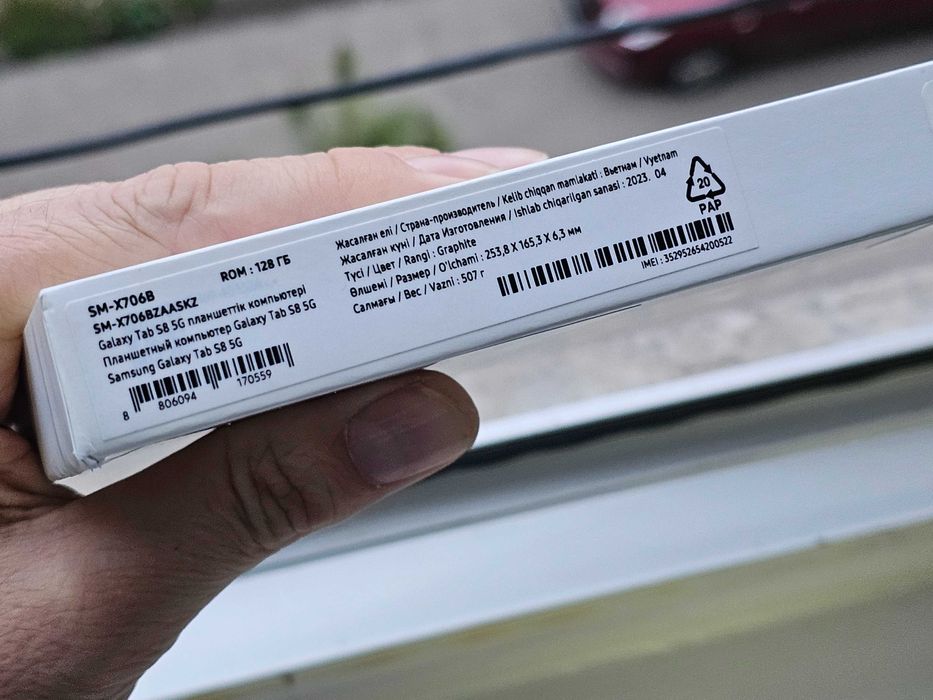 SM-X706B ROM : 128 ГБ
SM-X706BZAASKZ
Galaxy Tab S8 5G планшеттік компьютері
Планшетный компьютер Galaxy Tab S8 5G
Samsung Galaxy Tab S8 5G
8 806094 170559
Жасалған елі / Страна-производитель / Kelib chiqqan mamlakati : Вьетнам / Vyetnam
Жасалған күні / Дата Изготовления / Ishlab chiqarilgan sanasi : 2023. 04
Түсі / Цвет / Rangi : Graphite
Өлшемі / Размер / O'lchami : 253,8 X 165,3 X 6,3 мм
Салмағы / Вес / Vazni : 507 г
IMEI : 352952654200522
20
PAP